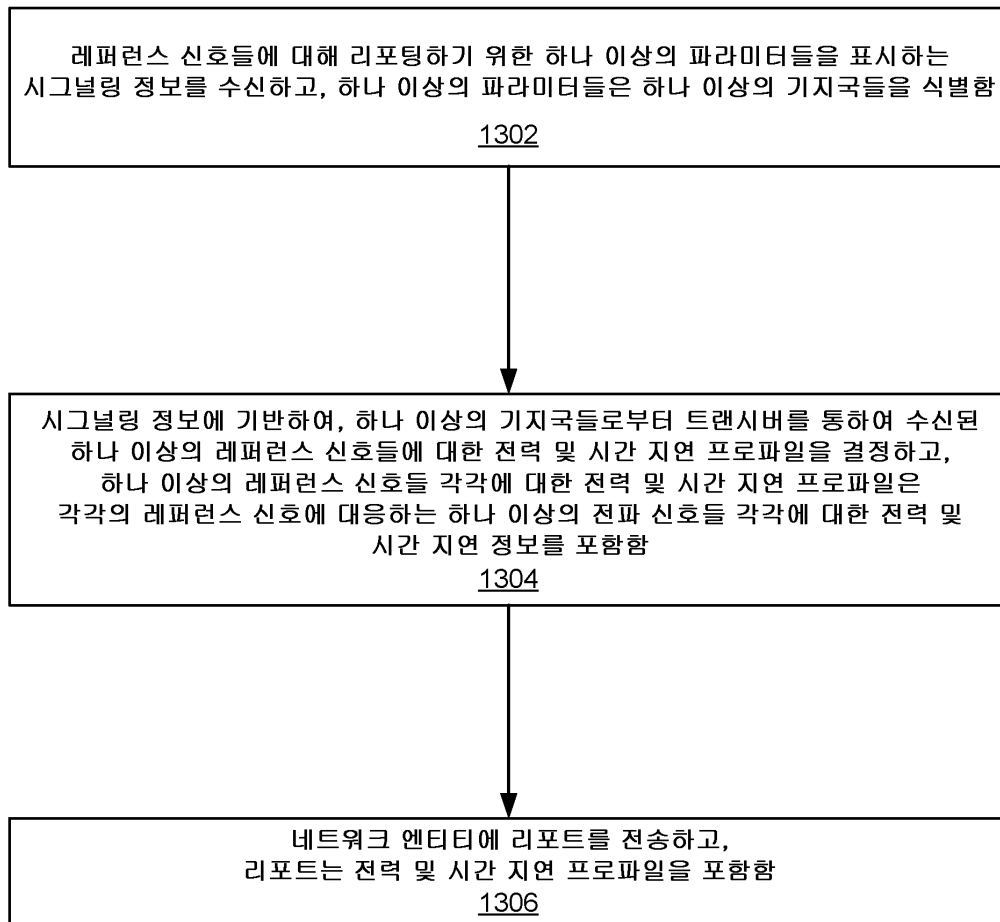 레퍼런스 신호들에 대해 리포팅하기 위한 하나 이상의 파라미터들을 표시하는
시그널링 정보를 수신하고, 하나 이상의 파라미터들은 하나 이상의 기지국들을 식별함
1302
시그널링 정보에 기반하여, 하나 이상의 기지국들로부터 트랜시버를 통하여 수신된
하나 이상의 레퍼런스 신호들에 대한 전력 및 시간 지연 프로파일을 결정하고,
하나 이상의 레퍼런스 신호들 각각에 대한 전력 및 시간 지연 프로파일은
각각의 레퍼런스 신호에 대응하는 하나 이상의 전파 신호들 각각에 대한 전력 및
시간 지연 정보를 포함함
1304
네트워크 엔티티에 리포트를 전송하고,
리포트는 전력 및 시간 지연 프로파일을 포함함
1306